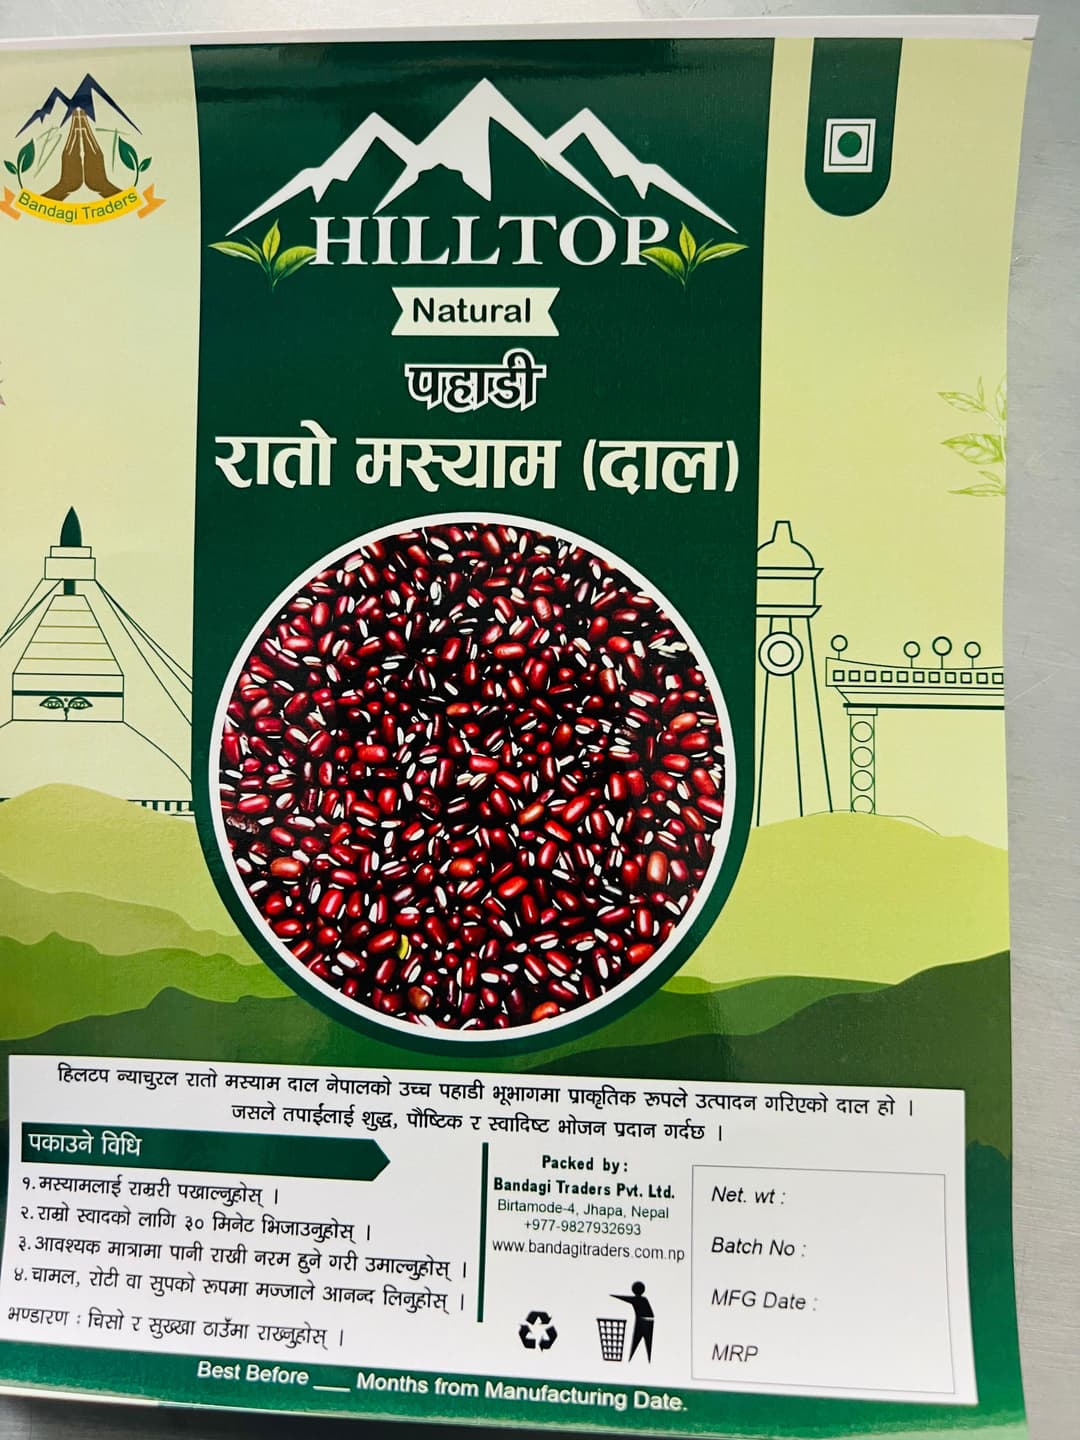 Bandagi Traders
HILLTOP
Natural
पहाडी
रातो मस्याम (दाल)
हिलटप न्याचुरल रातो मस्याम दाल नेपालको उच्च पहाडी भूभागमा प्राकृतिक रूपले उत्पादन गरिएको दाल हो ।
जसले तपाईंलाई शुद्ध, पौष्टिक र स्वादिष्ट भोजन प्रदान गर्दछ ।
पकाउने विधि
१. मस्यामलाई राम्ररी पखाल्नुहोस् ।
२. राम्रो स्वादको लागि ३० मिनेट भिजाउनुहोस् ।
३. आवश्यक मात्रामा पानी राखी नरम हुने गरी उमाल्नुहोस् ।
४. चामल, रोटी वा सुपको रूपमा मज्जाले आनन्द लिनुहोस् ।
भण्डारण : चिसो र सुख्खा ठाउँमा राख्नुहोस् ।
Packed by :
Bandagi Traders Pvt. Ltd.
Birtamode-4, Jhapa, Nepal
+977-9827932693
www.bandagitraders.com.np
Net. wt :
Batch No :
MFG Date :
MRP
Best Before ___ Months from Manufacturing Date.